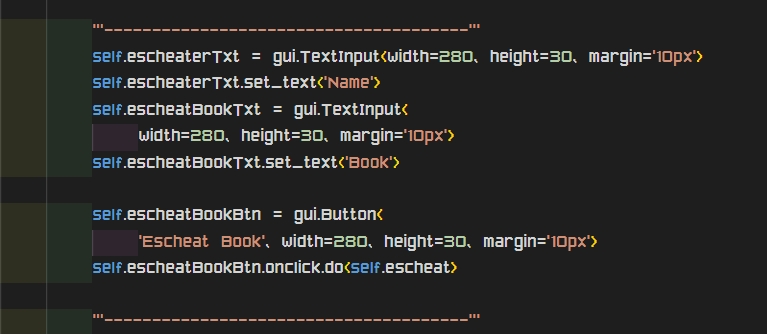 '''--------------------------------------'''
self.escheaterTxt = gui.TextInput(width=280, height=30, margin='10px')
self.escheaterTxt.set_text('Name')
self.escheatBookTxt = gui.TextInput(
width=280, height=30, margin='10px')
self.escheatBookTxt.set_text('Book')
self.escheatBookBtn = gui.Button(
'Escheat Book', width=280, height=30, margin='10px')
self.escheatBookBtn.onclick.do(self.escheat)
'''--------------------------------------'''